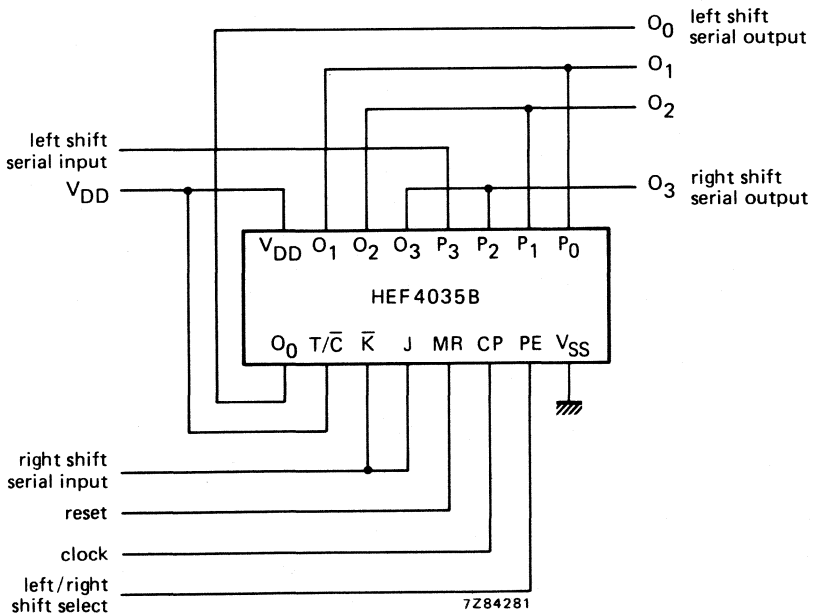 O0 left shift
serial output
O1
O2
left shift
serial input
VDD
O3 right shift
serial output
VDD O1 O2 O3 P3 P2 P1 P0
HEF4035B
O0 T/C̅ K̅ J MR CP PE VSS
right shift
serial input
reset
clock
left/right
shift select
7Z84281